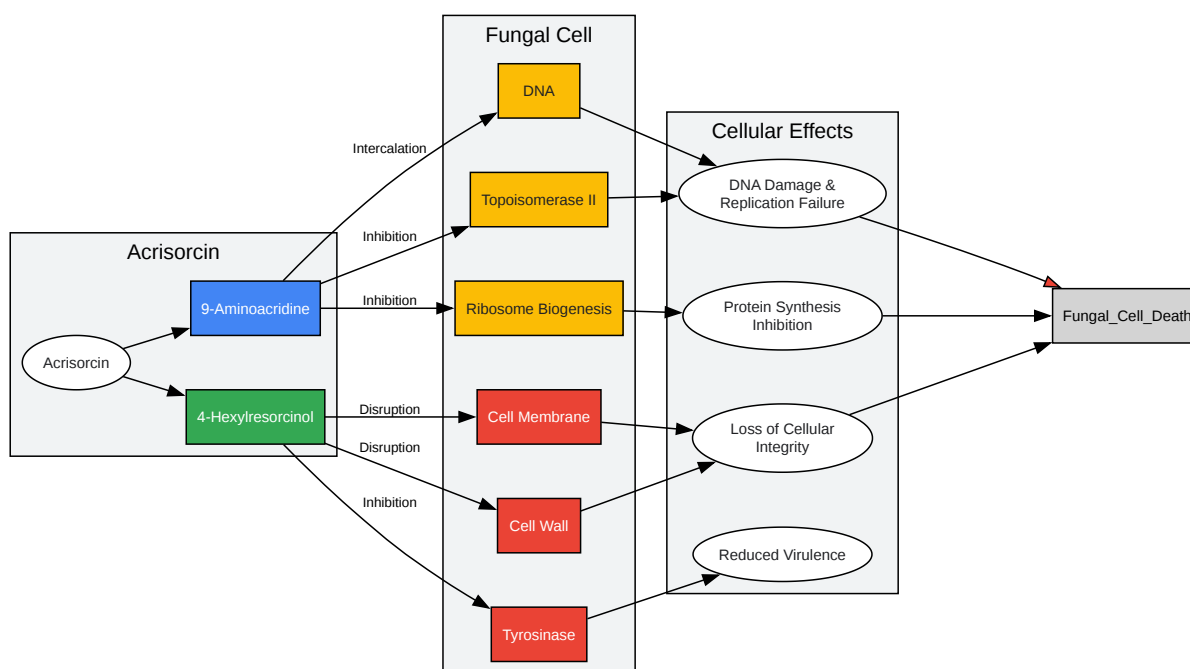 Fungal Cell
DNA
Cellular Effects
Intercalation
DNA Damage &
Replication Failure
Topoisomerase II
Inhibition
Acrisorcin
9-Aminoacridine
Inhibition
Ribosome Biogenesis
Protein Synthesis
Inhibition
Fungal_Cell_Death
Acrisorcin
4-Hexylresorcinol
Disruption
Cell Membrane
Loss of Cellular
Integrity
Disruption
Inhibition
Cell Wall
Reduced Virulence
Tyrosinase